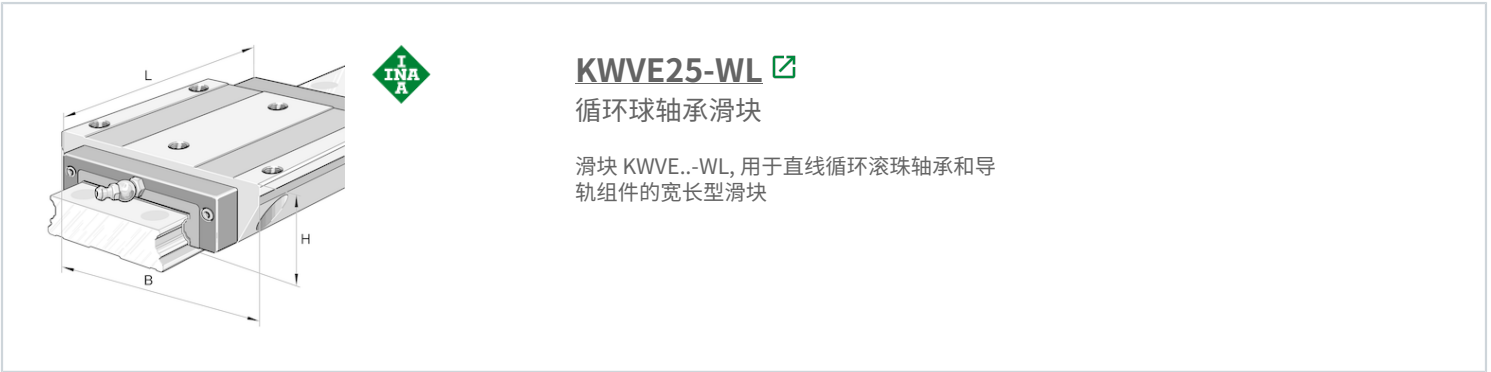 L
H
B
I
INA
A
KWVE25-WL
循环球轴承滑块
滑块 KWVE..-WL, 用于直线循环滚珠轴承和导
轨组件的宽长型滑块